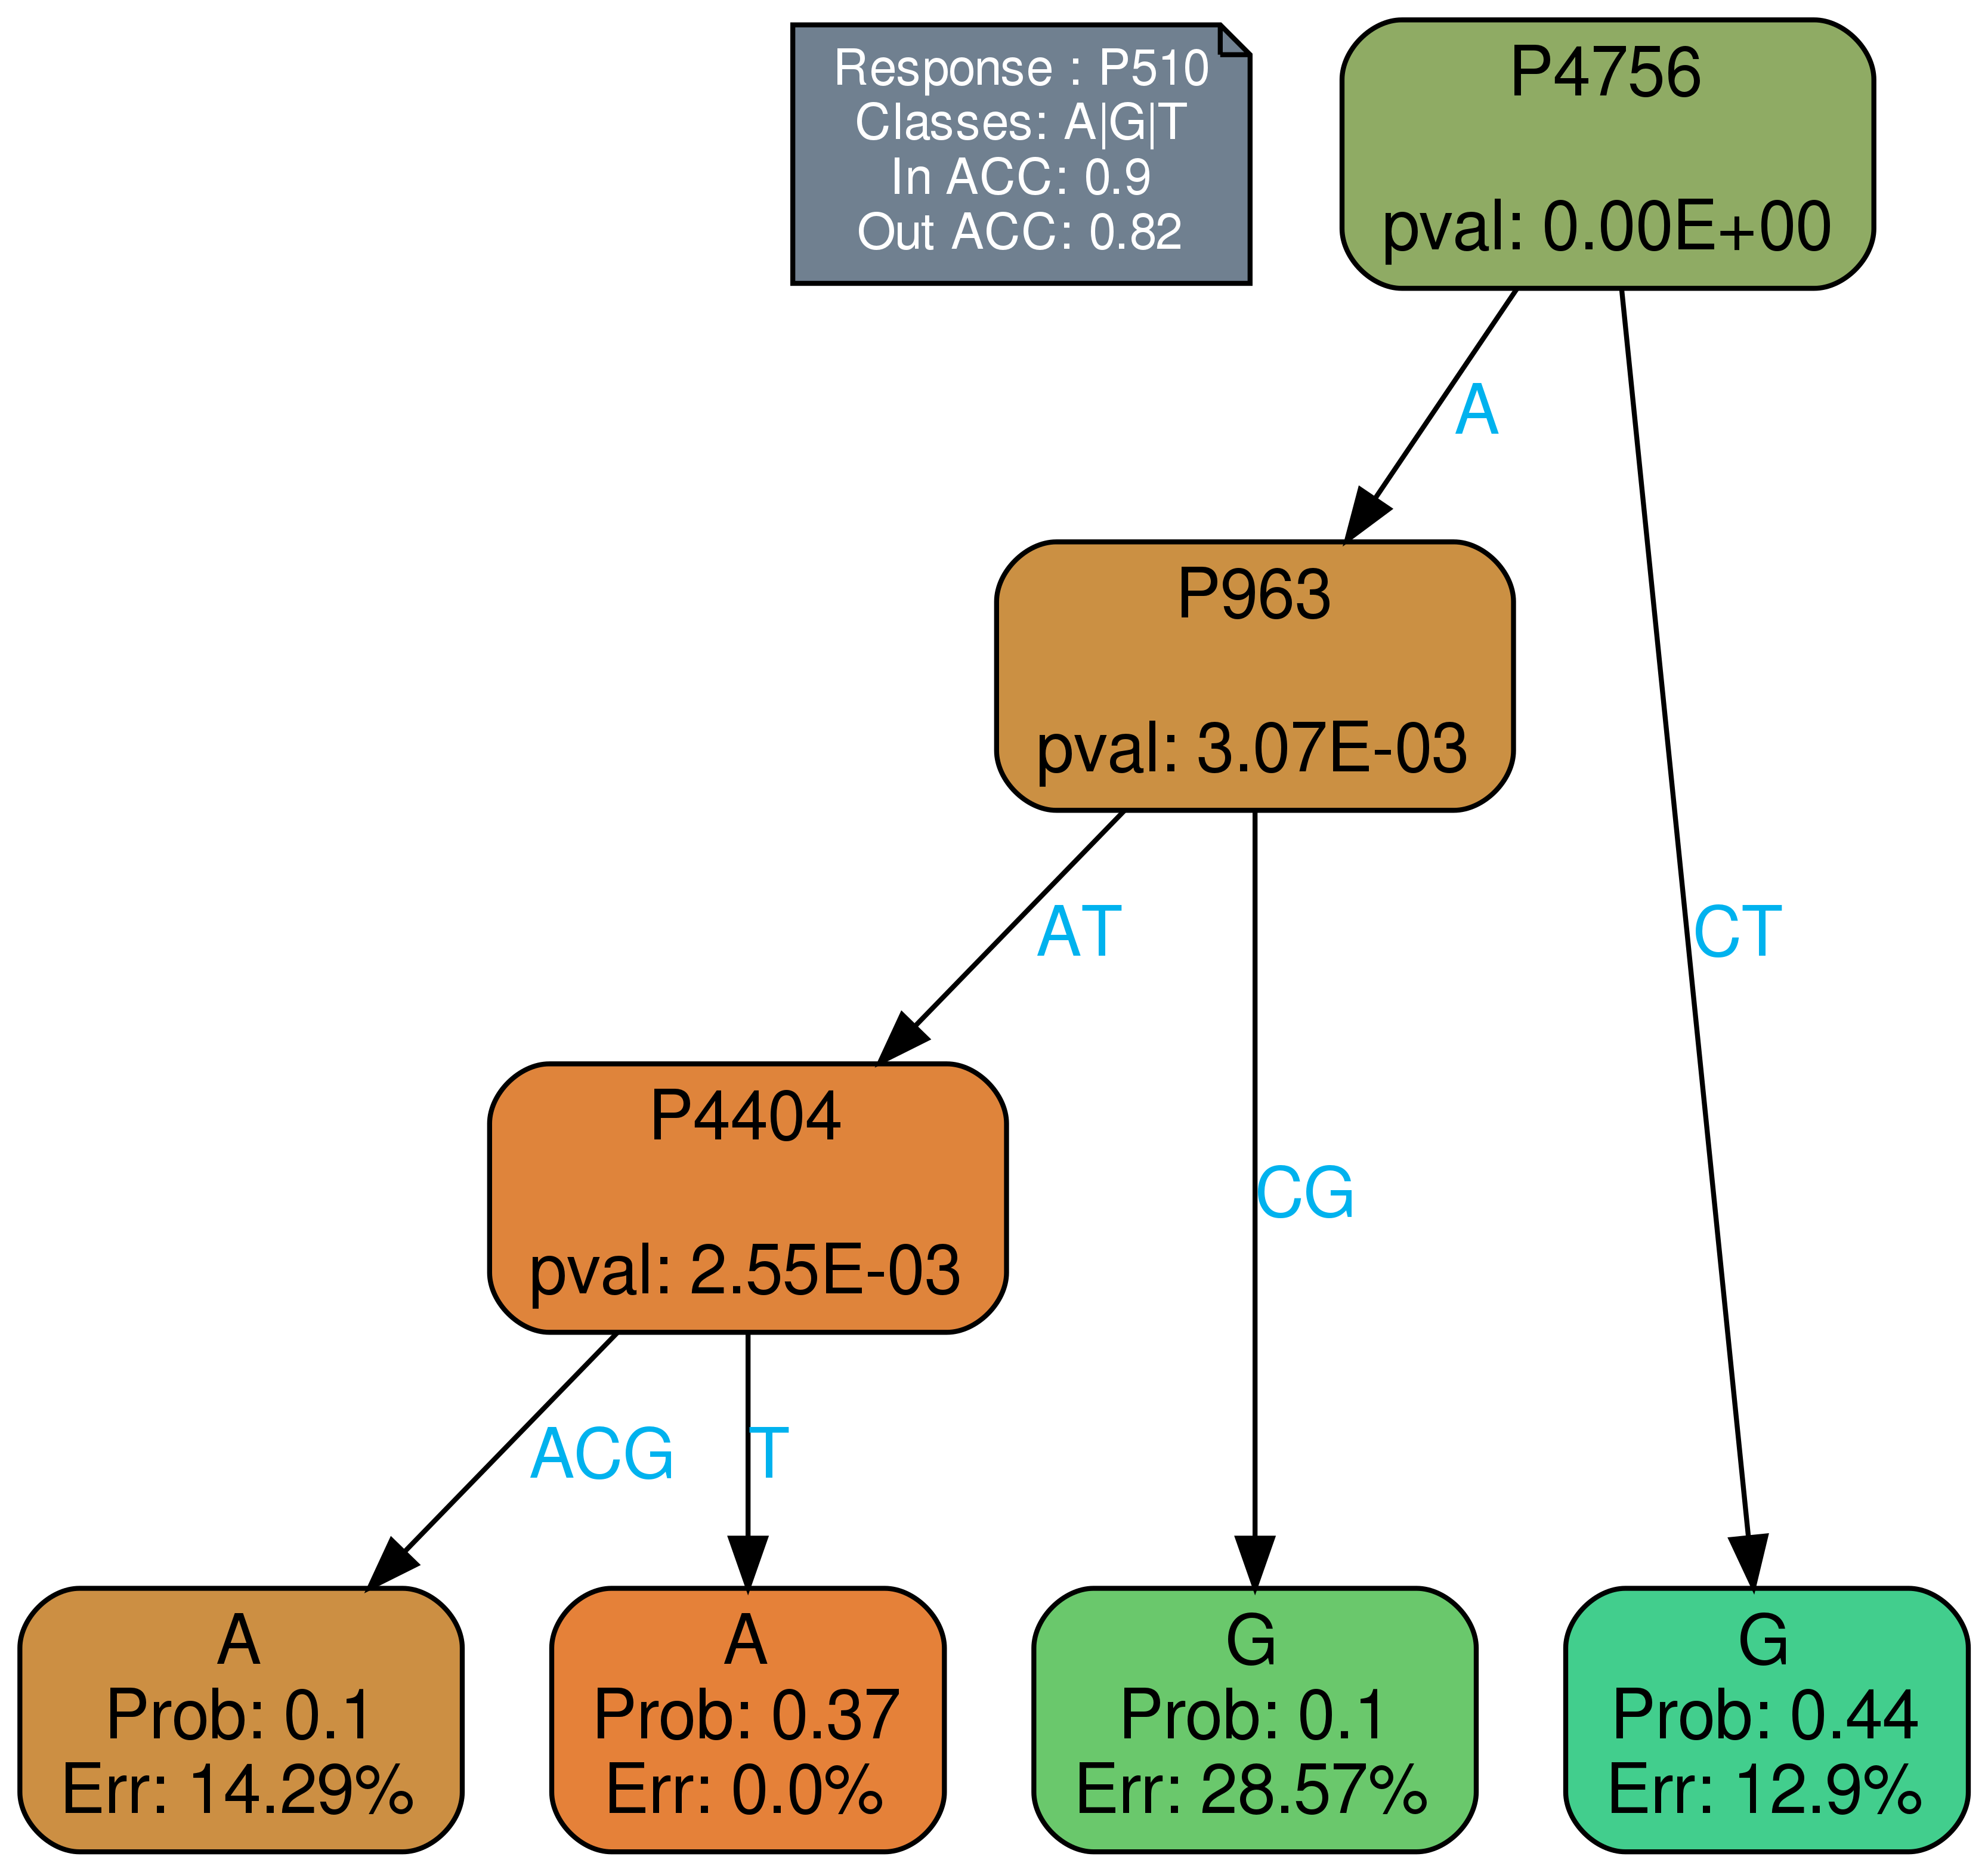 Response : P510
Classes: A|G|T
In ACC: 0.9
Out ACC: 0.82
P4756
pval: 0.00E+00
A
P963
pval: 3.07E-03
AT
CT
P4404
pval: 2.55E-03
CG
ACG
T
A
Prob: 0.1
Err: 14.29%
A
Prob: 0.37
Err: 0.0%
G
Prob: 0.1
Err: 28.57%
G
Prob: 0.44
Err: 12.9%